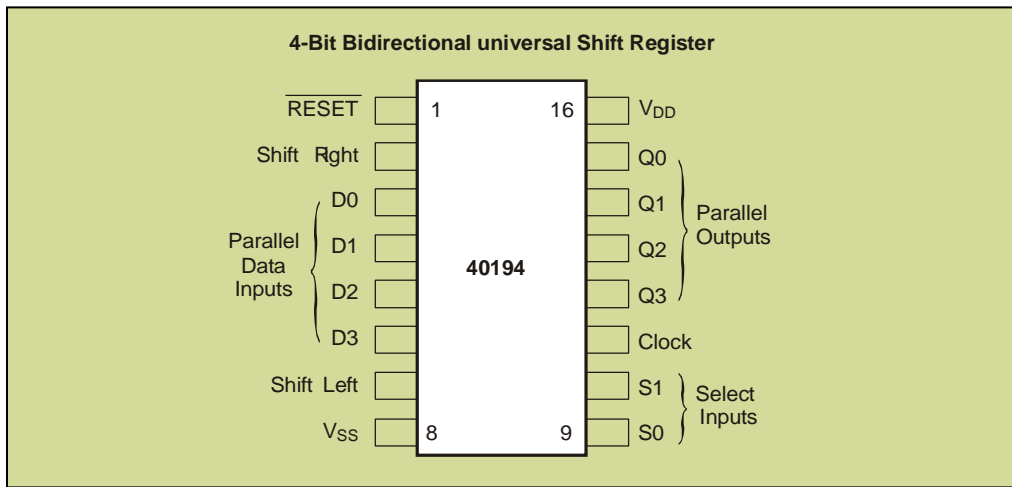 4-Bit Bidirectional universal Shift Register
RESET 1 16 VDD
Shift Right Q0
D0 Q1
D1 Q2
D2 Q3
D3 Clock
Shift Left S1
VSS 8 9 S0
Parallel
Data
Inputs
40194
Parallel
Outputs
Select
Inputs